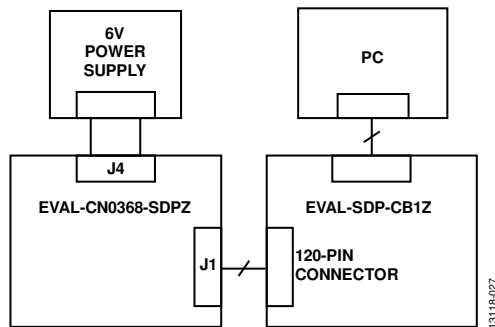 6V
POWER
SUPPLY
PC
J4
EVAL-CN0368-SDPZ
EVAL-SDP-CB1Z
J1
120-PIN
CONNECTOR
13118-027